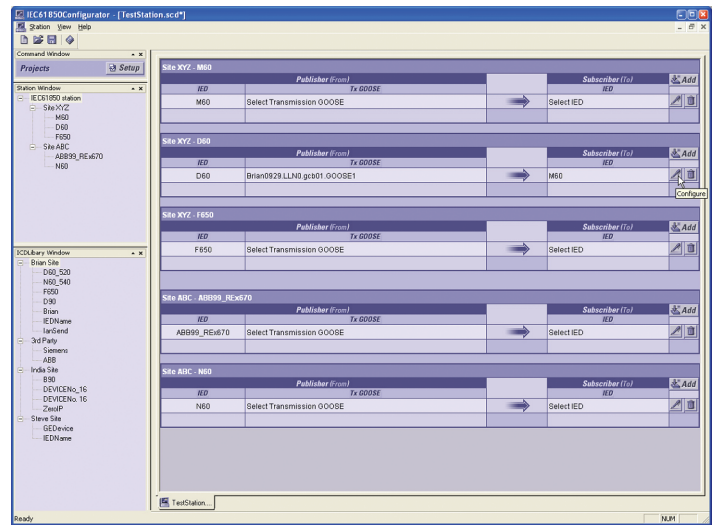 IEC61850Configurator - [TestStation.scd*]
Station View Help
Command Window
Projects Setup
Station Window
IEC61850 station
Site XYZ
M60
D60
F650
Site ABC
ABB99_REx670
N60
ICDLibary Window
Brian Site
D60_520
N60_540
F650
D90
Brian
IEDName
IanSend
3rd Party
Siemens
ABB
India Site
B90
DEVICENo_16
DEVICENo. 16
ZeroIP
Steve Site
GEDevice
IEDName
Site XYZ - M60
Publisher (From) Subscriber (To) Add
IED Tx GOOSE IED
M60 Select Transmission GOOSE Select IED
Site XYZ - D60
Publisher (From) Subscriber (To) Add
IED Tx GOOSE IED
D60 Brian0929.LLN0.gcb01.GOOSE1 M60
Configure
Site XYZ - F650
Publisher (From) Subscriber (To) Add
IED Tx GOOSE IED
F650 Select Transmission GOOSE Select IED
Site ABC - ABB99_REx670
Publisher (From) Subscriber (To) Add
IED Tx GOOSE IED
ABB99_REx670 Select Transmission GOOSE Select IED
Site ABC - N60
Publisher (From) Subscriber (To) Add
IED Tx GOOSE IED
N60 Select Transmission GOOSE Select IED
TestStation....
Ready NUM